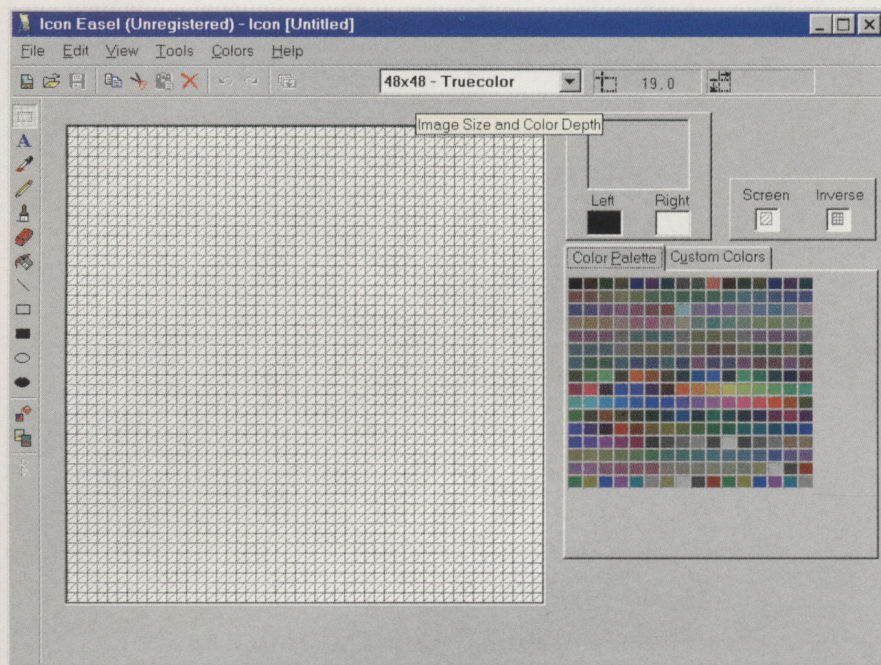 Icon Easel (Unregistered) - Icon [Untitled]
File Edit View Tools Colors Help
48x48 - Truecolor
19,0
Image Size and Color Depth
A
Left Right
Screen Inverse
Color Palette Custom Colors